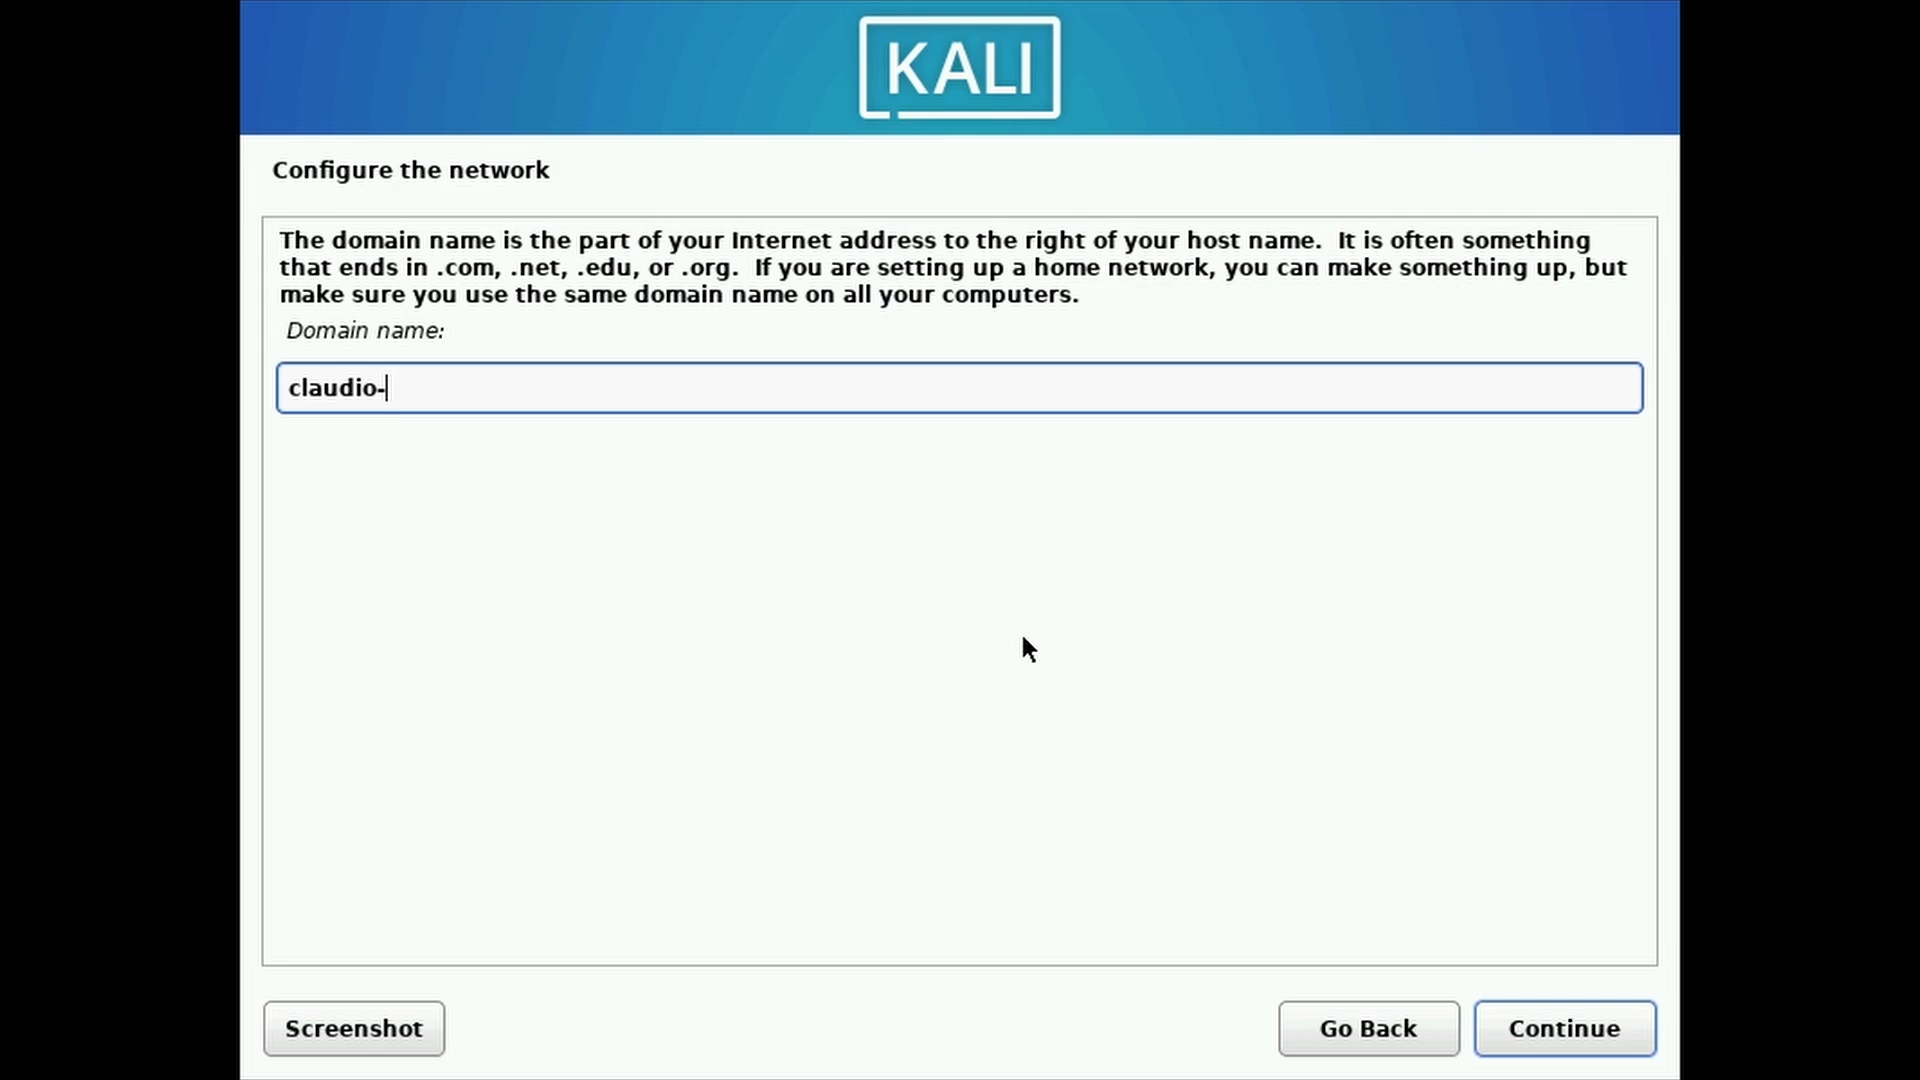 KALI
Configure the network
The domain name is the part of your Internet address to the right of your host name.  It is often something
that ends in .com, .net, .edu, or .org.  If you are setting up a home network, you can make something up, but
make sure you use the same domain name on all your computers.
Domain name:
claudio-
Screenshot
Go Back
Continue